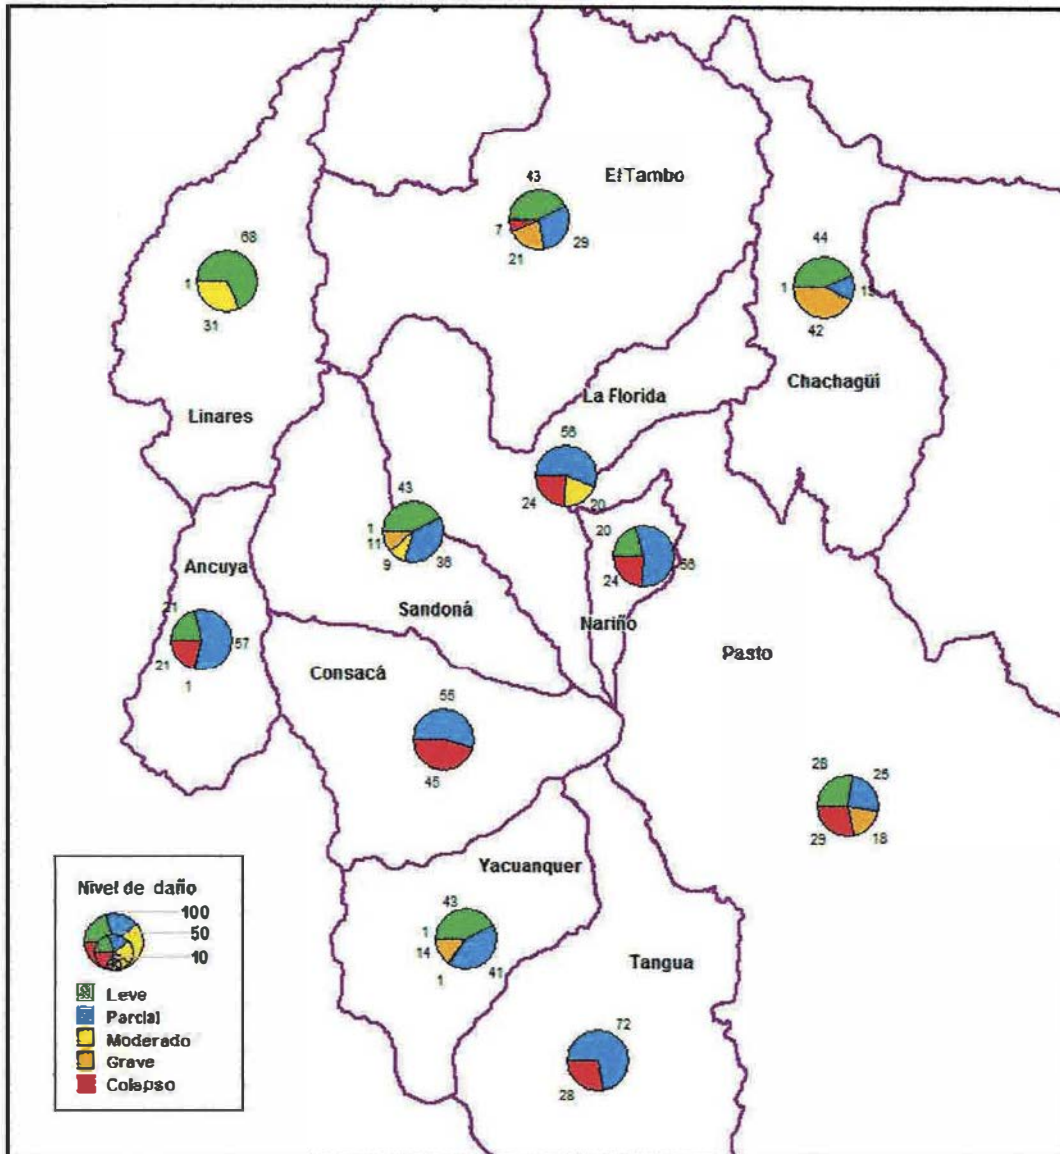 El Tambo
43
7
29
21
68
1
31
Linares
44
1
42
Chachagüi
La Florida
56
24
20
43
1
11
9
36
Sandoná
20
56
24
Nariño
Ancuya
21
57
21
1
Pasto
Consacá
55
45
28
25
29
18
Yacuanquer
43
1
14
1
41
Tangua
72
28
Nivel de daño
100
50
10
Leve
Parcial
Moderado
Grave
Colapso